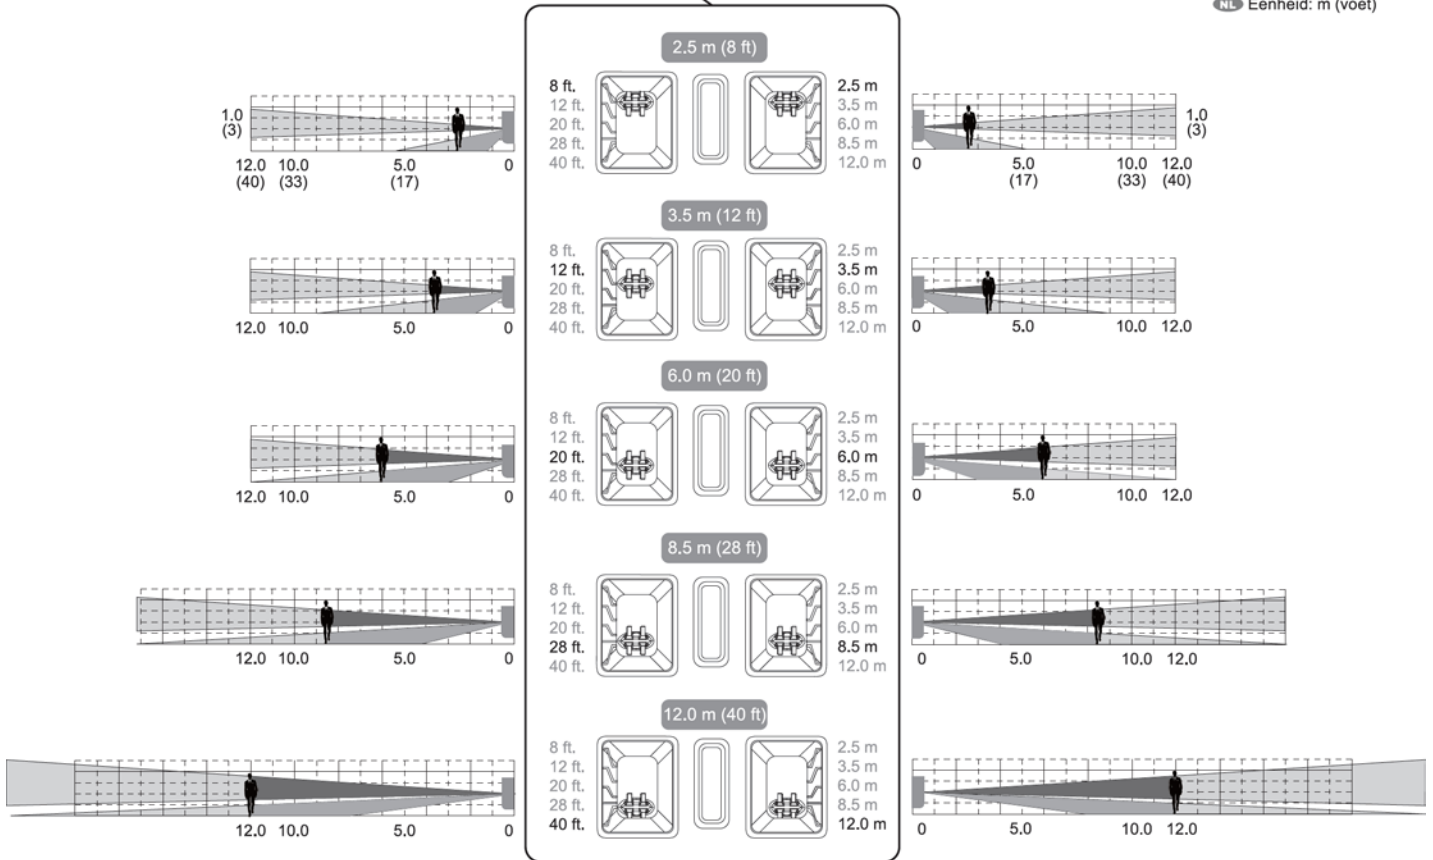 NL Eenheid: m (voet)
2.5 m (8 ft)
8 ft.
12 ft.
20 ft.
28 ft.
40 ft.
2.5 m
3.5 m
6.0 m
8.5 m
12.0 m
1.0
(3)
12.0 10.0 5.0 0
(40) (33) (17)
1.0
(3)
0 5.0 10.0 12.0
(17) (33) (40)
3.5 m (12 ft)
8 ft.
12 ft.
20 ft.
28 ft.
40 ft.
2.5 m
3.5 m
6.0 m
8.5 m
12.0 m
12.0 10.0 5.0 0
0 5.0 10.0 12.0
6.0 m (20 ft)
8 ft.
12 ft.
20 ft.
28 ft.
40 ft.
2.5 m
3.5 m
6.0 m
8.5 m
12.0 m
12.0 10.0 5.0 0
0 5.0 10.0 12.0
8.5 m (28 ft)
8 ft.
12 ft.
20 ft.
28 ft.
40 ft.
2.5 m
3.5 m
6.0 m
8.5 m
12.0 m
12.0 10.0 5.0 0
0 5.0 10.0 12.0
12.0 m (40 ft)
8 ft.
12 ft.
20 ft.
28 ft.
40 ft.
2.5 m
3.5 m
6.0 m
8.5 m
12.0 m
12.0 10.0 5.0 0
0 5.0 10.0 12.0